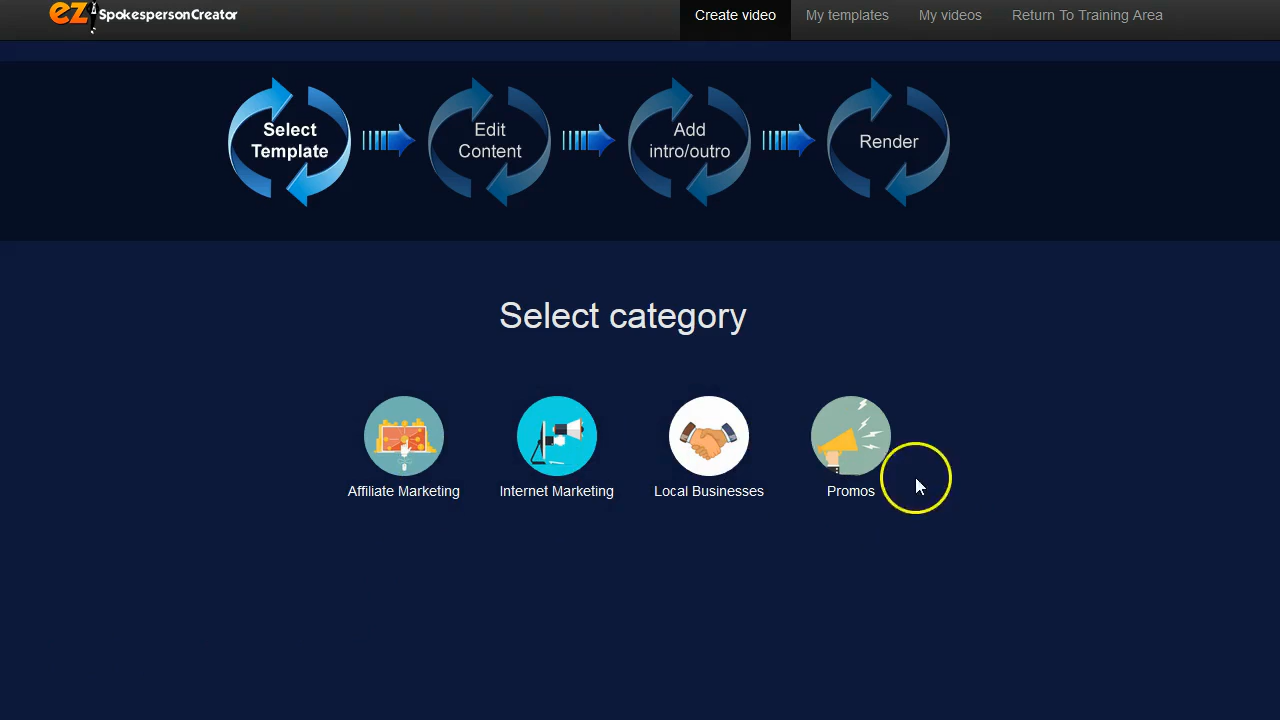 ez SpokespersonCreator
Create video
My templates
My videos
Return To Training Area
Select
Template
Edit
Content
Add
intro/outro
Render
Select category
Affiliate Marketing
Internet Marketing
Local Businesses
Promos